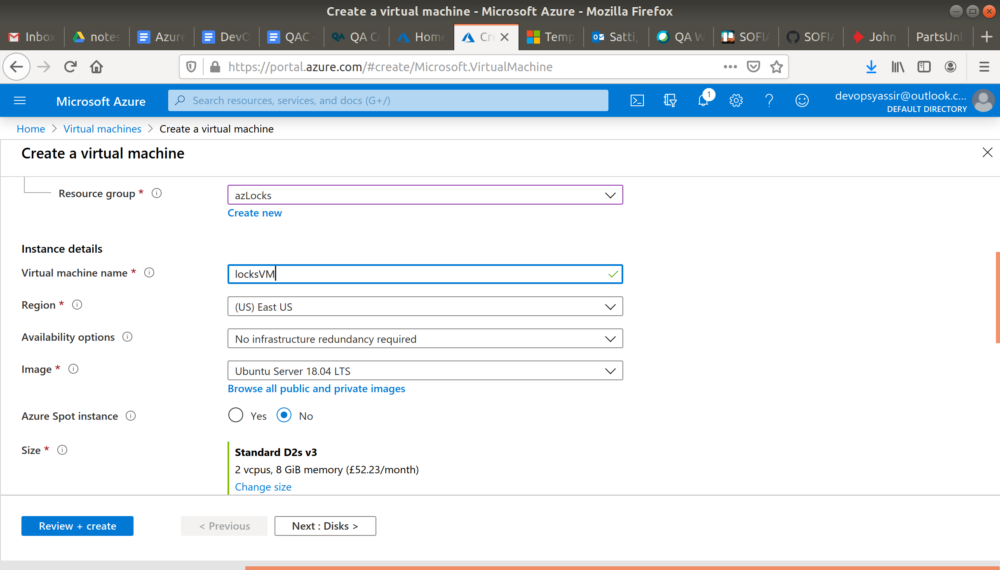 Create a virtual machine - Microsoft Azure - Mozilla Firefox
Inbox notes Azure DevO QAC - QA Co Home Cre Temp Satti, QA W SOFIA SOFIA John PartsUnli
https://portal.azure.com/#create/Microsoft.VirtualMachine
Microsoft Azure
Search resources, services, and docs (G+/)
1
devopsyassir@outlook.c...
DEFAULT DIRECTORY
Home > Virtual machines > Create a virtual machine
Create a virtual machine
Resource group *
azLocks
Create new
Instance details
Virtual machine name *
locksVM
Region *
(US) East US
Availability options
No infrastructure redundancy required
Image *
Ubuntu Server 18.04 LTS
Browse all public and private images
Azure Spot instance
Yes No
Size *
Standard D2s v3
2 vcpus, 8 GiB memory (£52.23/month)
Change size
Review + create
< Previous
Next : Disks >